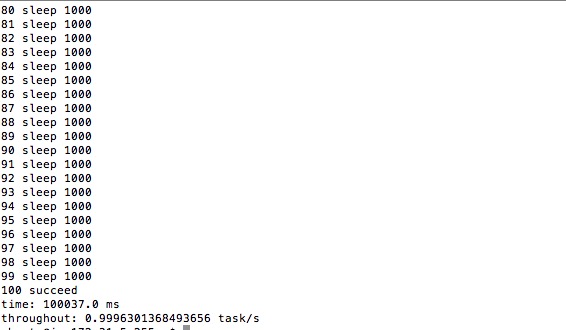 80 sleep 1000
81 sleep 1000
82 sleep 1000
83 sleep 1000
84 sleep 1000
85 sleep 1000
86 sleep 1000
87 sleep 1000
88 sleep 1000
89 sleep 1000
90 sleep 1000
91 sleep 1000
92 sleep 1000
93 sleep 1000
94 sleep 1000
95 sleep 1000
96 sleep 1000
97 sleep 1000
98 sleep 1000
99 sleep 1000
100 succeed
time: 100037.0 ms
throughout: 0.9996301368493656 task/s